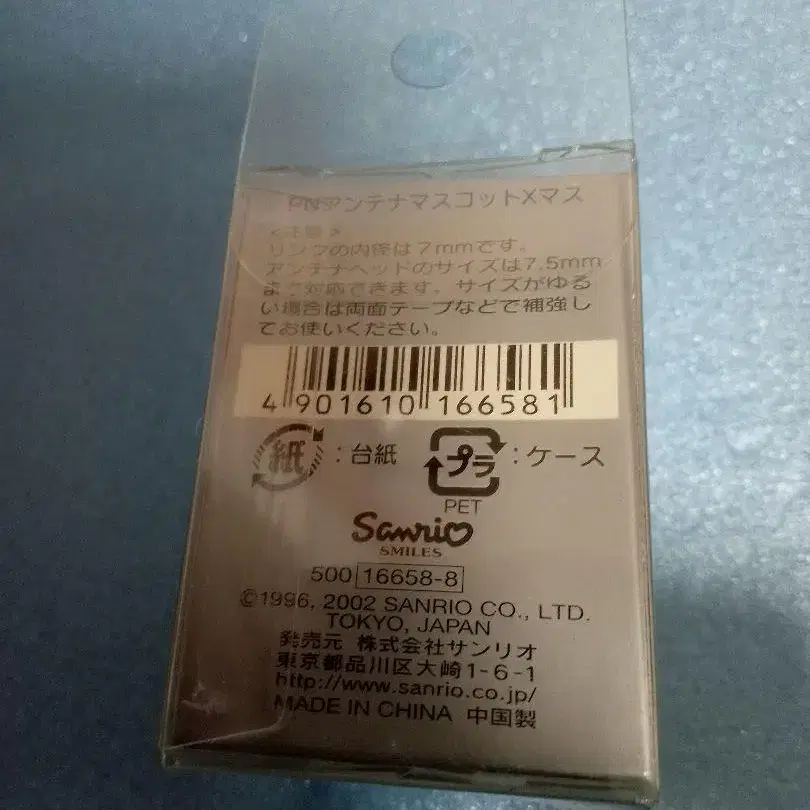 PNアンテナマスコットXマス
<注意>
リングの内径は7mmです。
アンテナヘッドのサイズは7.5mm
まで対応できます。サイズがゆる
い場合は両面テープなどで補強し
てお使いください。
4 901610 166581
紙 : 台紙 プラ : ケース
PET
Sanrio
SMILES
500 16658-8
©1996, 2002 SANRIO CO., LTD.
TOKYO, JAPAN
発売元 株式会社サンリオ
東京都品川区大崎1-6-1
http://www.sanrio.co.jp/
MADE IN CHINA 中国製